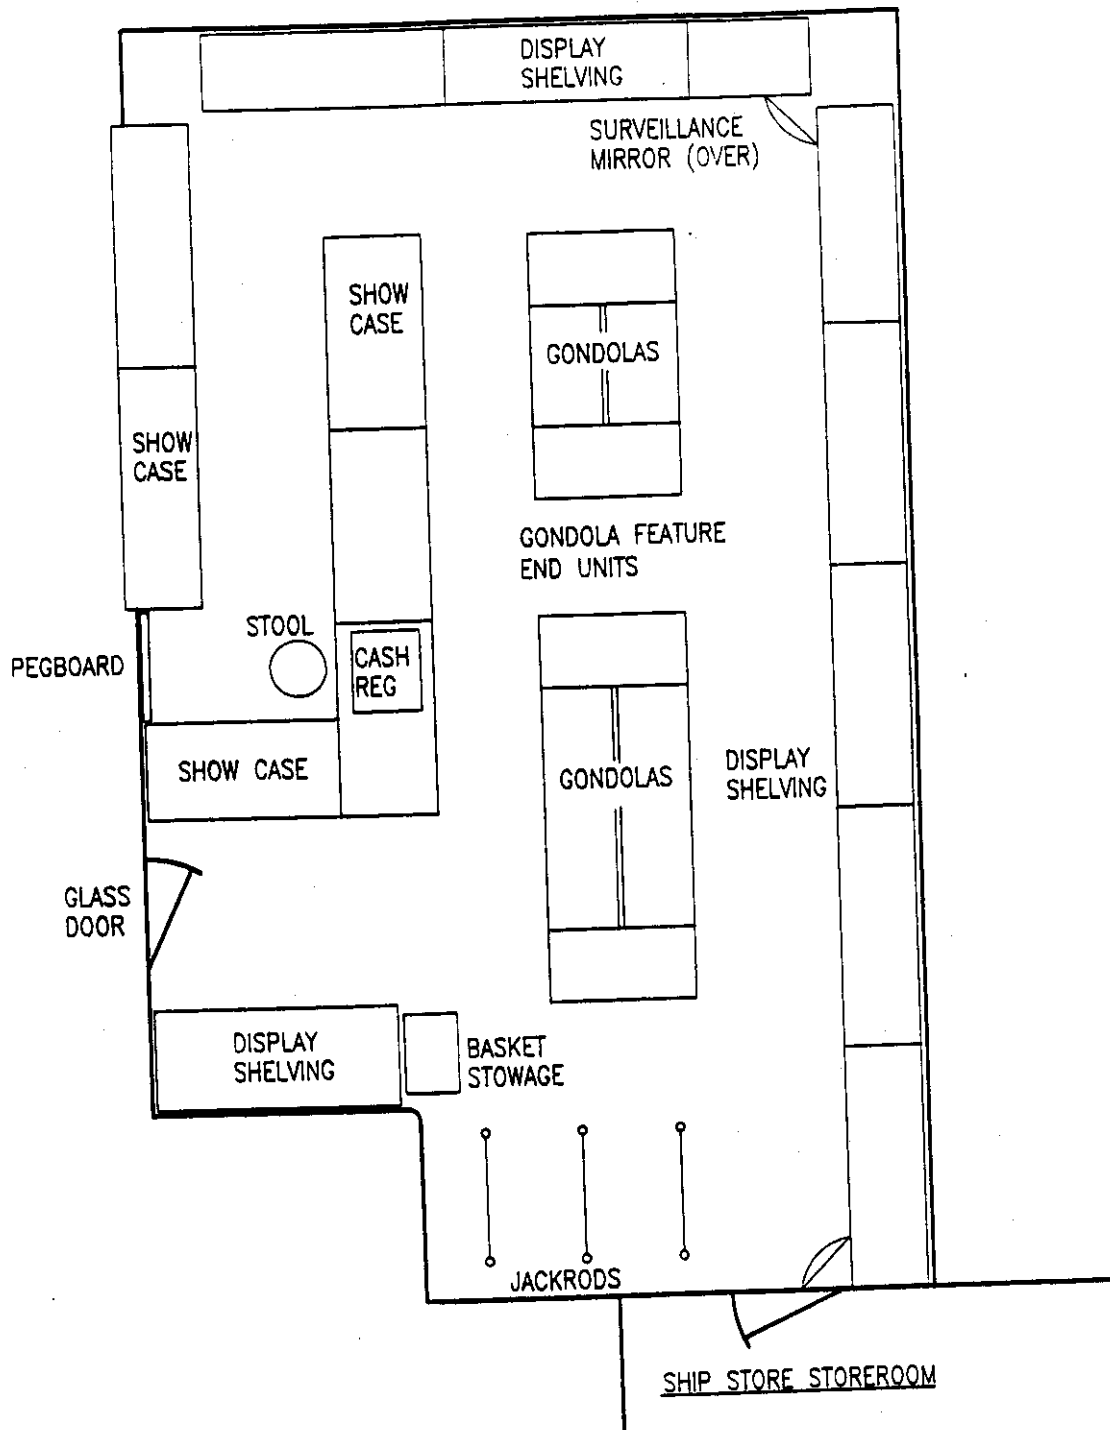 DISPLAY
SHELVING
SURVEILLANCE
MIRROR (OVER)
SHOW
CASE
GONDOLAS
SHOW
CASE
GONDOLA FEATURE
END UNITS
STOOL
PEGBOARD
CASH
REG
SHOW CASE
GONDOLAS
DISPLAY
SHELVING
GLASS
DOOR
DISPLAY
SHELVING
BASKET
STOWAGE
JACKRODS
SHIP STORE STOREROOM